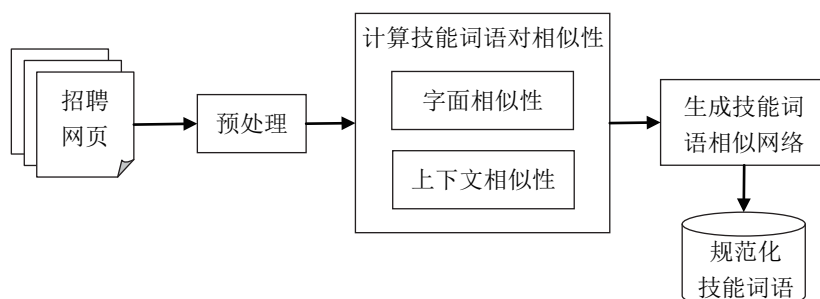 招聘
网页
预处理
计算技能词语对相似性
字面相似性
上下文相似性
生成技能词
语相似网络
规范化
技能词语